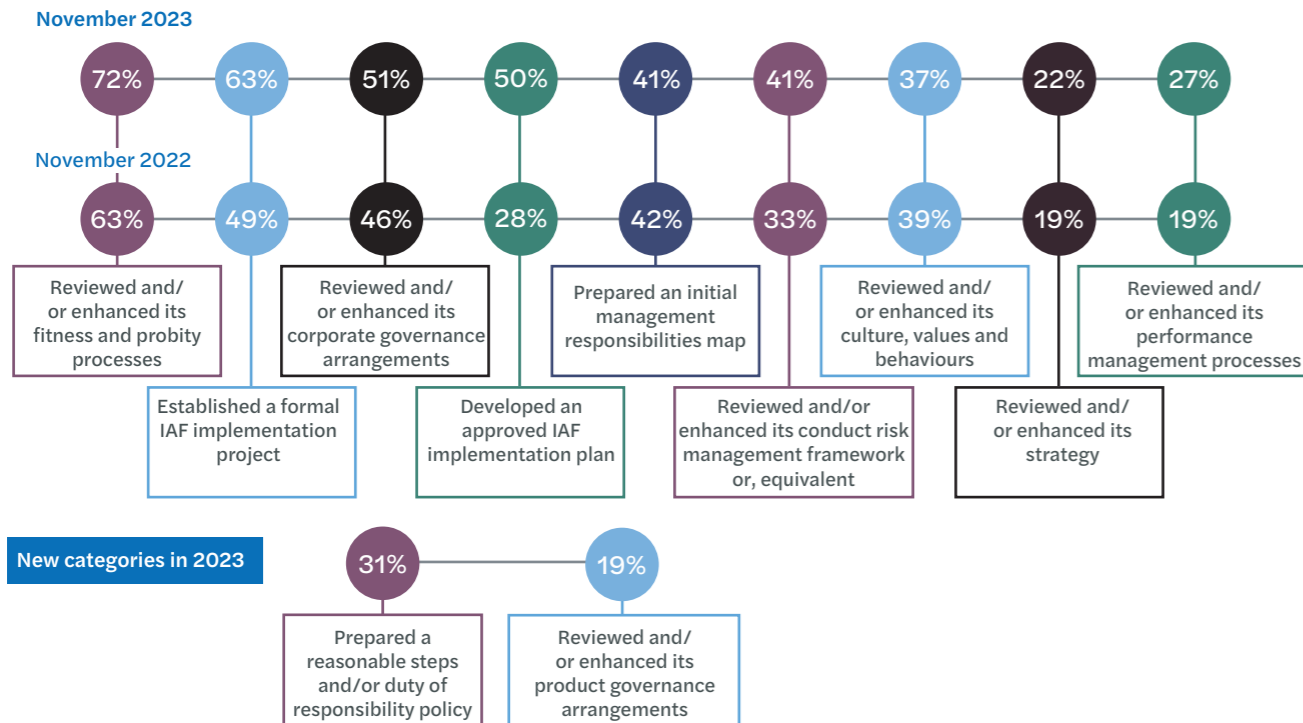 November 2023
72% 63% 51% 50% 41% 41% 37% 22% 27%
November 2022
63% 49% 46% 28% 42% 33% 39% 19% 19%
Reviewed and/
or enhanced its
fitness and probity
processes
Established a formal
IAF implementation
project
Reviewed and/
or enhanced its
corporate governance
arrangements
Developed an
approved IAF
implementation plan
Prepared an initial
management
responsibilities map
Reviewed and/or
enhanced its conduct risk
management framework
or, equivalent
Reviewed and/
or enhanced its
culture, values and
behaviours
Reviewed and/
or enhanced its
strategy
Reviewed and/
or enhanced its
performance
management processes
New categories in 2023
31% 19%
Prepared a
reasonable steps
and/or duty of
responsibility policy
Reviewed and/
or enhanced its
product governance
arrangements